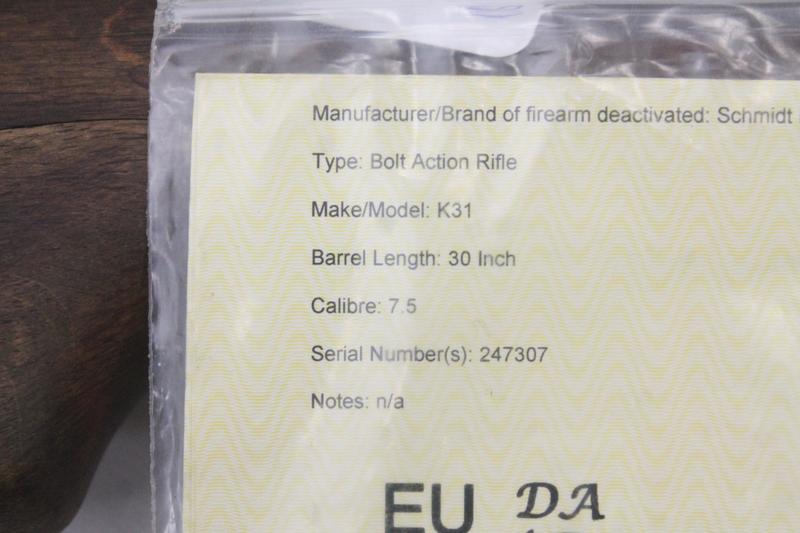 Manufacturer/Brand of firearm deactivated: Schmidt
Type: Bolt Action Rifle
Make/Model: K31
Barrel Length: 30 Inch
Calibre: 7.5
Serial Number(s): 247307
Notes: n/a
EU DA